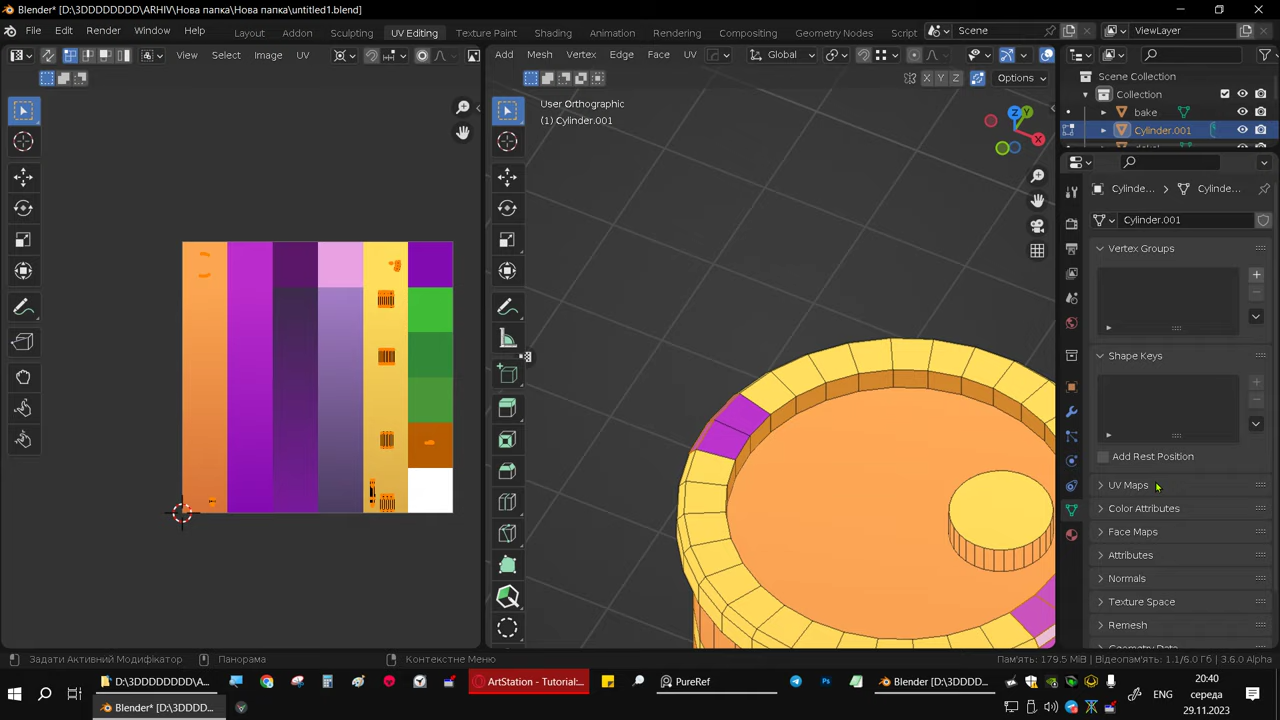 Blender* [D:\3DDDDDDDD\ARHIV\Нова папка\Нова папка\untitled1.blend]
File Edit Render Window Help Layout Addon Sculpting UV Editing Texture Paint Shading Animation Rendering Compositing Geometry Nodes Script Scene ViewLayer
View Select Image UV Add Mesh Vertex Edge Face UV Global
X Y Z Options
User Orthographic
(1) Cylinder.001
Z Y X
Scene Collection
Collection
bake
Cylinder.001
Cylinde... Cylinde...
Cylinder.001
Vertex Groups
Shape Keys
Add Rest Position
UV Maps
Color Attributes
Face Maps
Attributes
Normals
Texture Space
Remesh
Задати Активний Модифікатор Панорама Контекстне Меню Пам'ять: 179.5 MiB | Відеопам'ять: 1.1/6.0 Гб | 3.6.0 Alpha
D:\3DDDDDDDD\A... ArtStation - Tutorial:... PureRef Blender [D:\3DDDD... ENG 20:40
середа
Blender* [D:\3DDDD... 29.11.2023